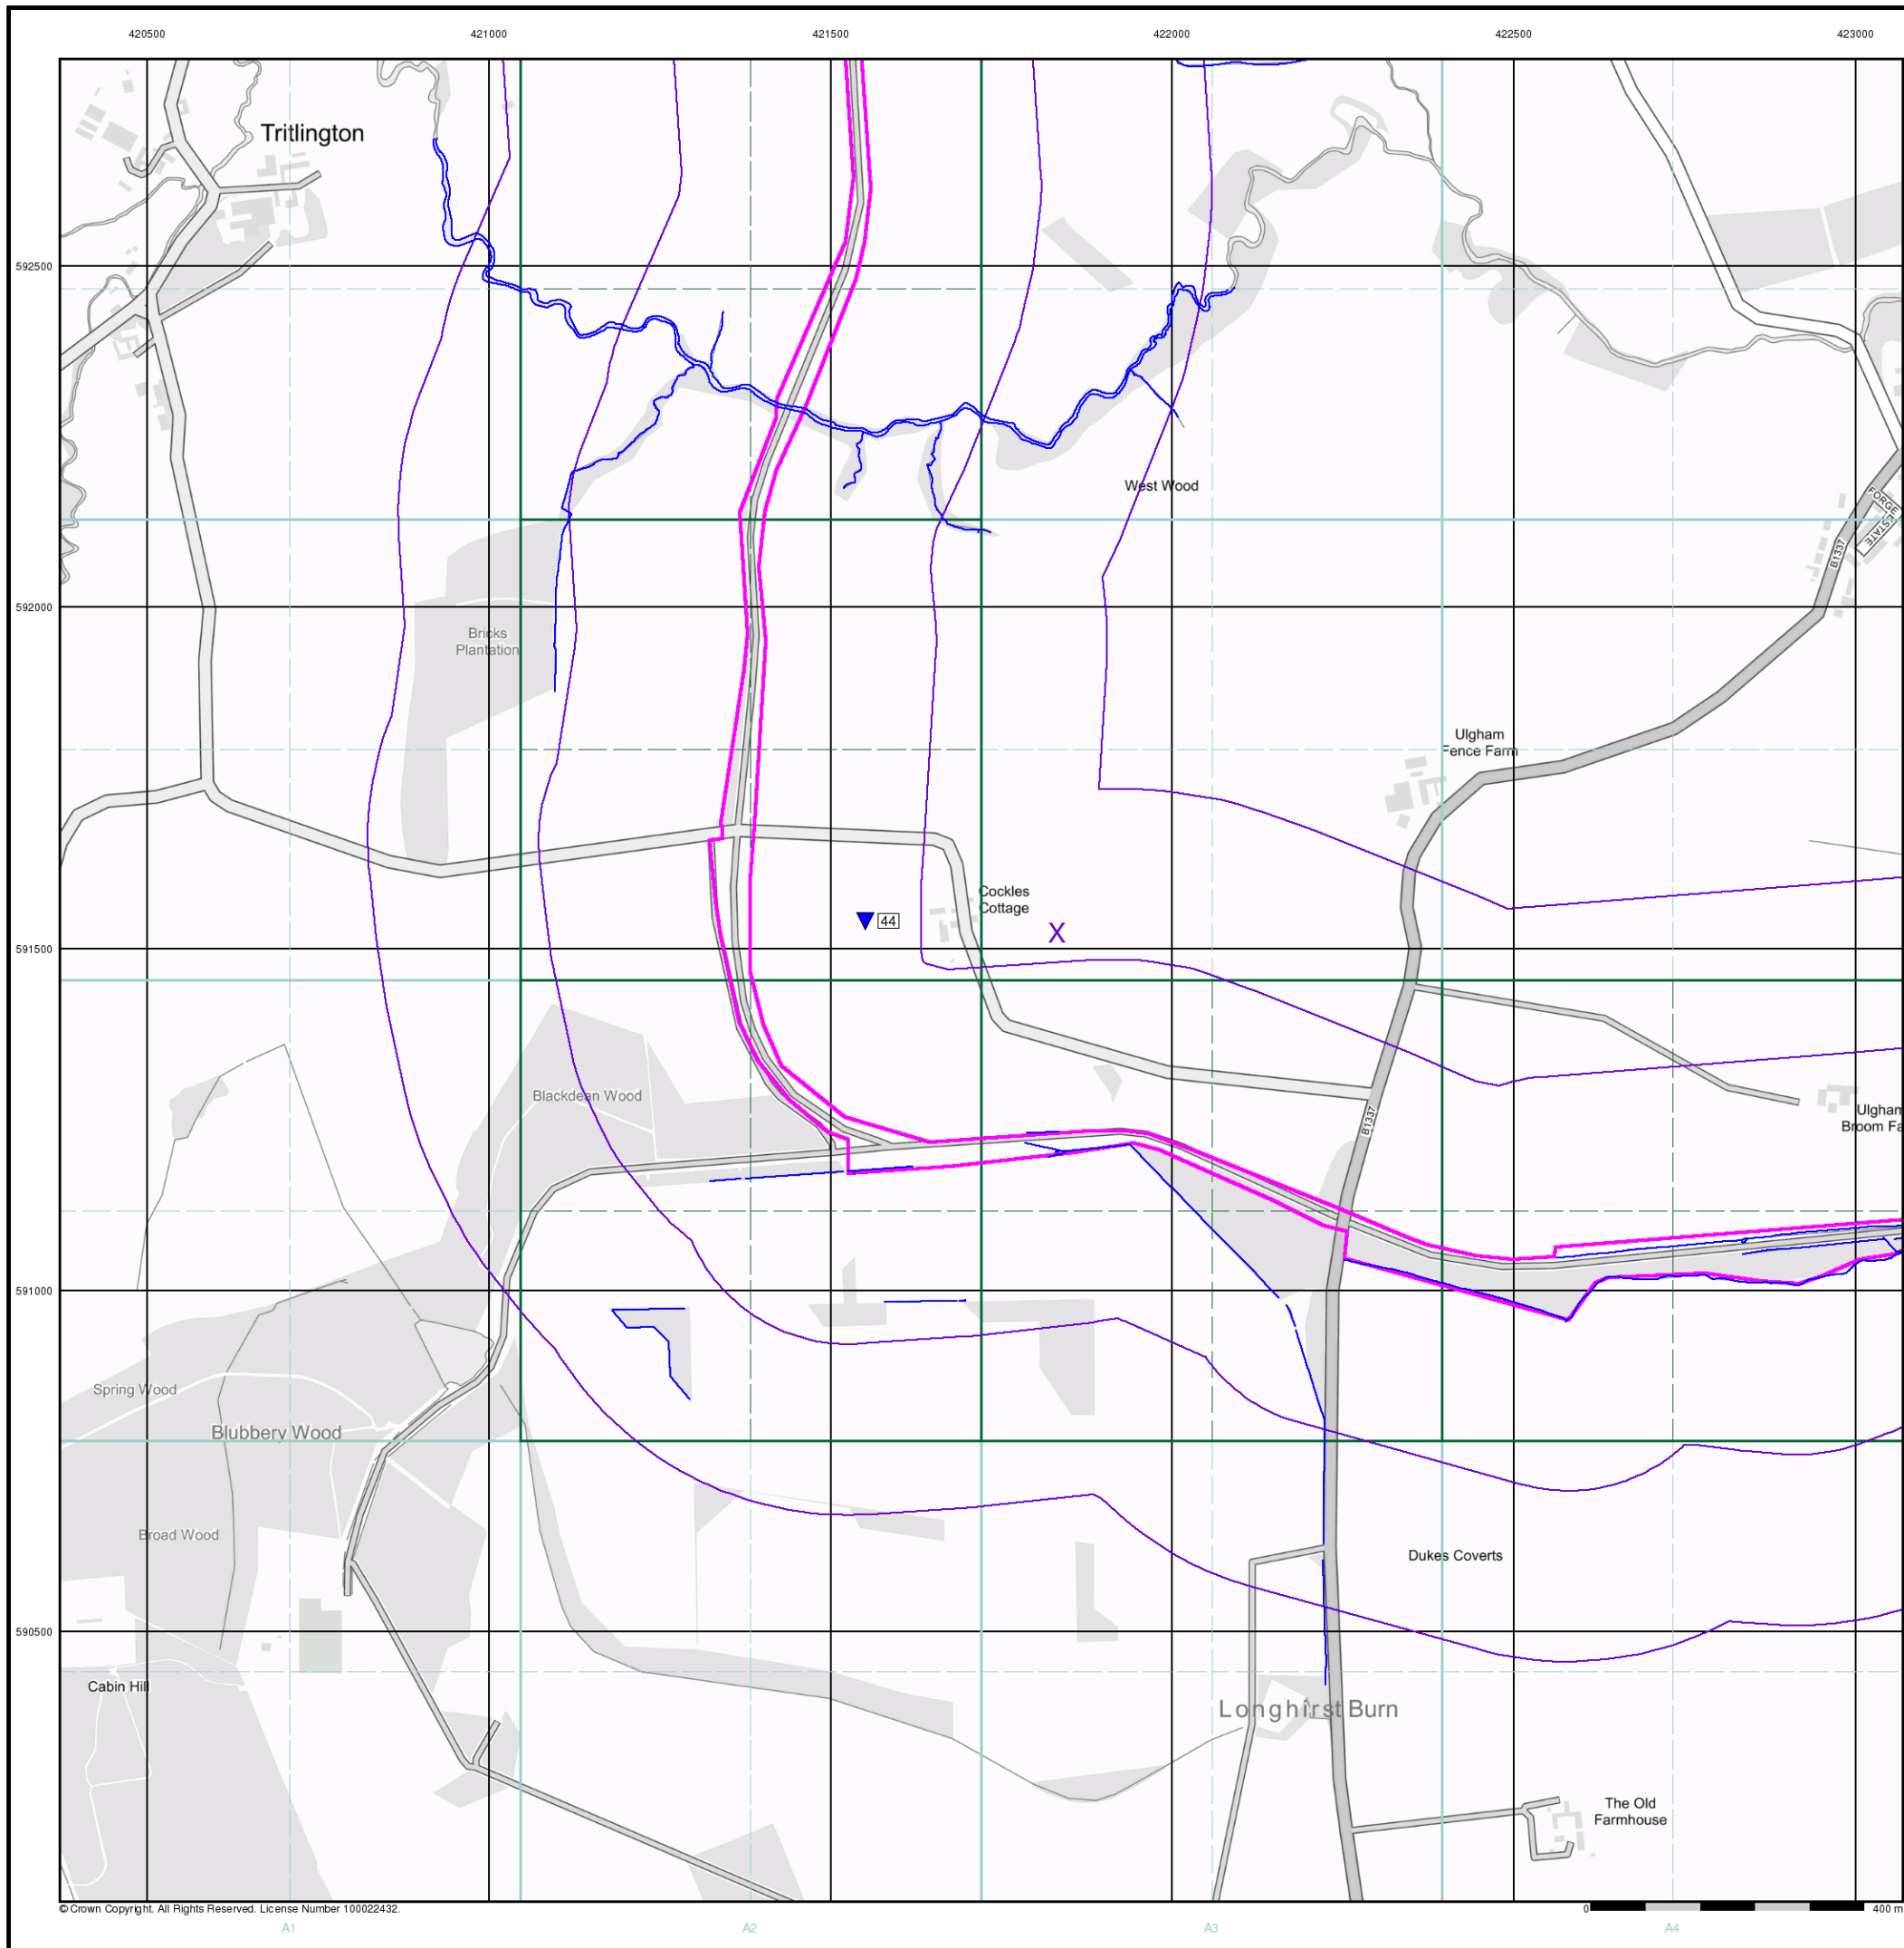 420500 421000 421500 422000 422500 423000
Tritlington
592500
West Wood
FORGE
ESTATE
B1337
592000
Bricks
Plantation
Ulgham
Fence Farm
Cockles
Cottage
44
X
591500
Blackdean Wood
B1337
Ulgham
Broom Fa
591000
Spring Wood
Blubbery Wood
Broad Wood
Dukes Coverts
590500
Cabin Hill
Longhirst Burn
The Old
Farmhouse
© Crown Copyright. All Rights Reserved. License Number 100022432.
0 400 m
A1 A2 A3 A4